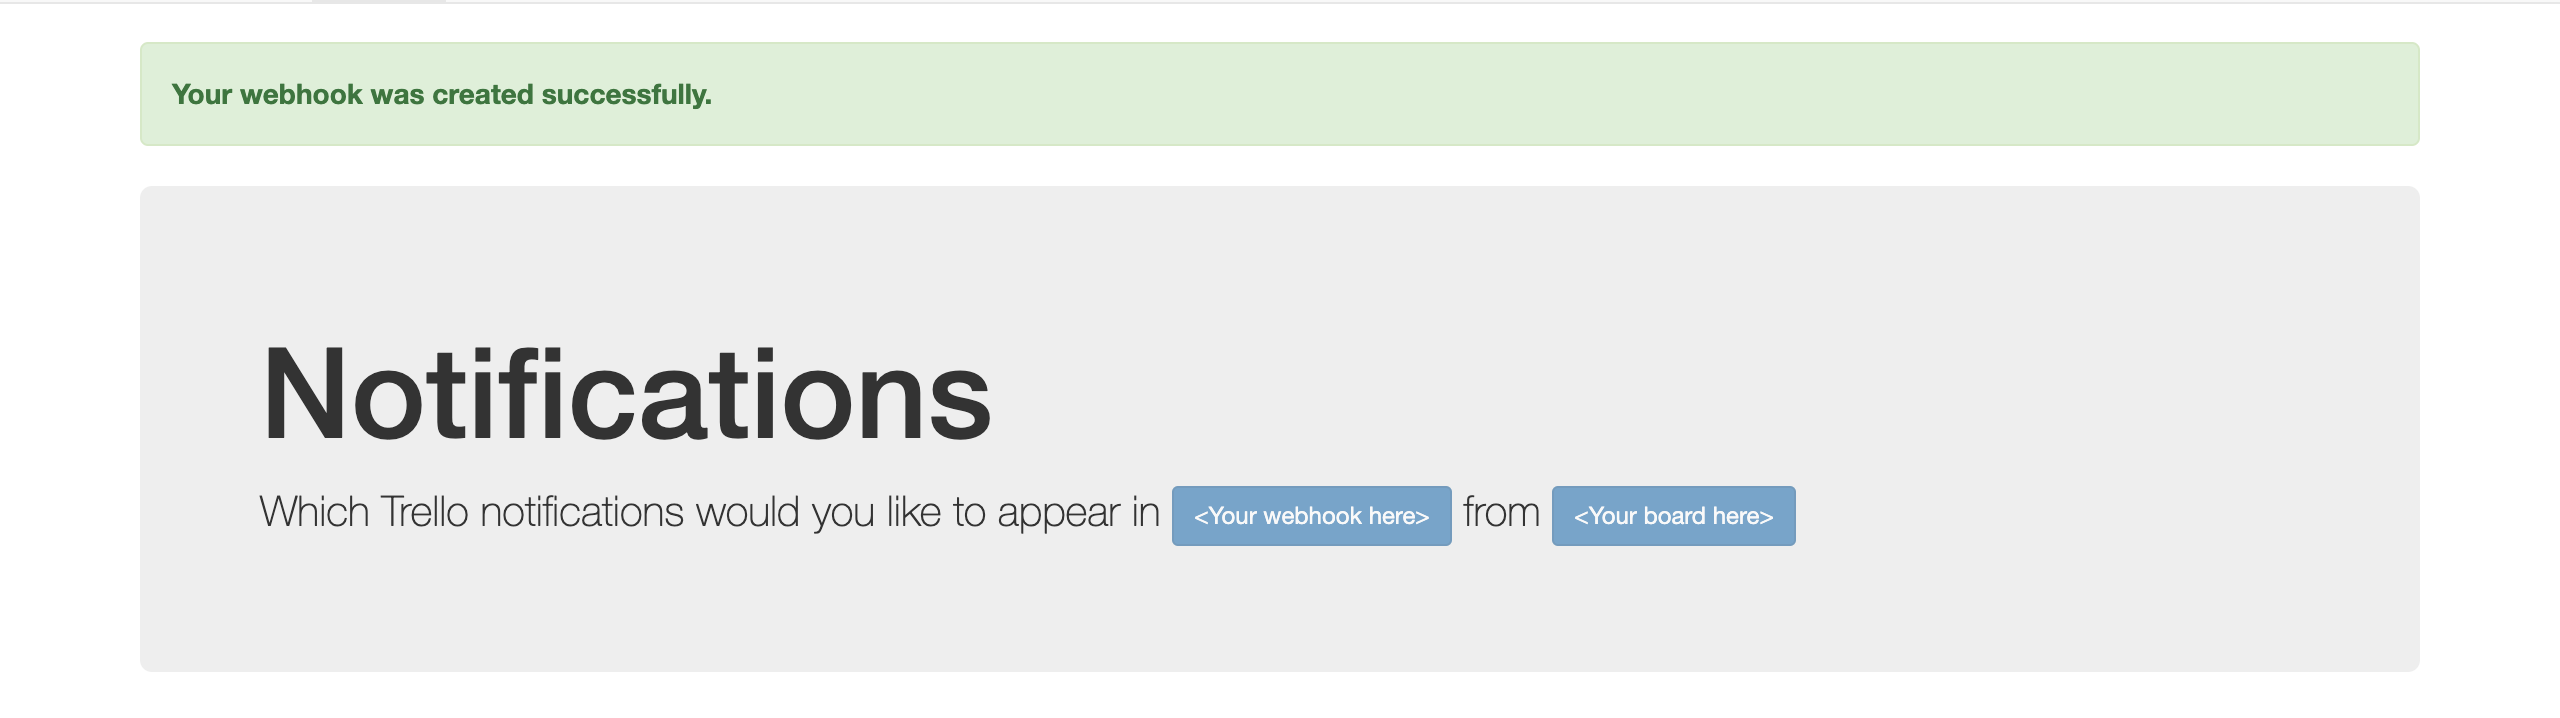 Your webhook was created successfully.
Notifications
Which Trello notifications would you like to appear in <Your webhook here> from <Your board here>